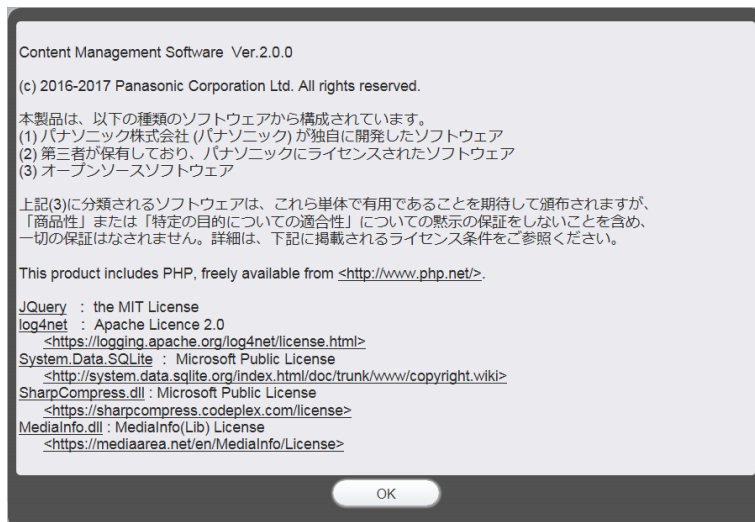 Content Management Software Ver.2.0.0
(c) 2016-2017 Panasonic Corporation Ltd. All rights reserved.
本製品は、以下の種類のソフトウェアから構成されています。
(1) パナソニック株式会社 (パナソニック) が独自に開発したソフトウェア
(2) 第三者が保有しており、パナソニックにライセンスされたソフトウェア
(3) オープンソースソフトウェア
上記(3)に分類されるソフトウェアは、これら単体で有用であることを期待して頒布されますが、
「商品性」または「特定の目的についての適合性」についての黙示の保証をしないことを含め、
一切の保証はなされません。詳細は、下記に掲載されるライセンス条件をご参照ください。
This product includes PHP, freely available from <http://www.php.net/>.
JQuery : the MIT License
log4net : Apache Licence 2.0
<https://logging.apache.org/log4net/license.html>
System.Data.SQLite : Microsoft Public License
<http://system.data.sqlite.org/index.html/doc/trunk/www/copyright.wiki>
SharpCompress.dll : Microsoft Public License
<https://sharpcompress.codeplex.com/license>
MediaInfo.dll : MediaInfo(Lib) License
<https://mediaarea.net/en/MediaInfo/License>
OK